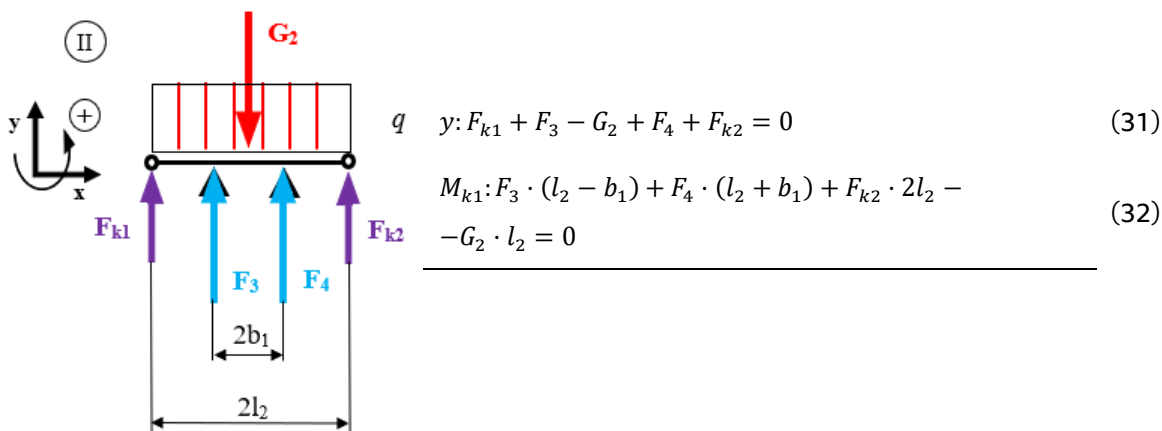 II
G₂
+
y
x
q
y: F_{k1} + F_3 − G_2 + F_4 + F_{k2} = 0 (31)
M_{k1}: F_3 · (l_2 − b_1) + F_4 · (l_2 + b_1) + F_{k2} · 2l_2 −
−G_2 · l_2 = 0 (32)
F_{k1}
F_{k2}
F_3
F_4
2b_1
2l_2